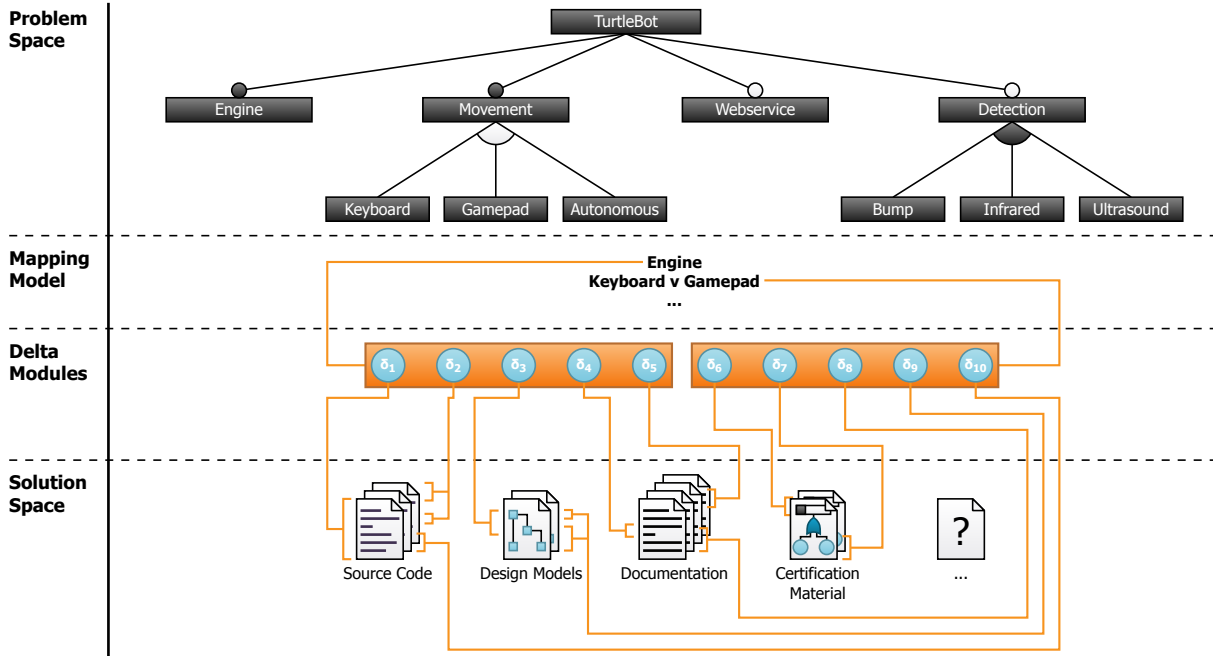 Problem
Space
TurtleBot
Engine
Movement
Webservice
Detection
Keyboard
Gamepad
Autonomous
Bump
Infrared
Ultrasound
Mapping
Model
Engine
Keyboard v Gamepad
...
Delta
Modules
δ1
δ2
δ3
δ4
δ5
δ6
δ7
δ8
δ9
δ10
Solution
Space
?
Source Code
Design Models
Documentation
Certification
Material
...